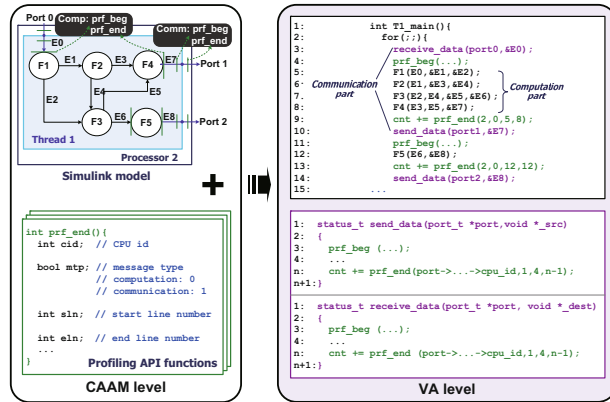 Port 0
Comp: prf_beg
prf_end
Comm: prf_beg
prf_end
E0
F1
E1
F2
E3
F4
E7
Port 1
E2
E4
E5
F3
E6
F5
E8
Port 2
Thread 1
Processor 2
Simulink model
+
int prf_end(){
int cid; // CPU id
bool mtp; // message type
// computation: 0
// communication: 1
int sln; // start line number
int eln; // end line number
...
}
Profiling API functions
CAAM level
1: int T1_main(){
2: for(;;){
3: receive_data(port0,&E0);
4: prf_beg(...);
5: F1(E0,&E1,&E2);
6: F2(E1,&E3,&E4);
7: F3(E2,E4,&E5,&E6);
8: F4(E3,E5,&E7);
9: cnt += prf_end(2,0,5,8);
10: send_data(port1,&E7);
11: prf_beg(...);
12: F5(E6,&E8);
13: cnt += prf_end(2,0,12,12);
14: send_data(port2,&E8);
15: ...
Communication
part
Computation
part
1: status_t send_data(port_t *port,void *_src)
2: {
3: prf_beg (...);
4: ...
n: cnt += prf_end(port->...->cpu_id,1,4,n-1);
n+1:}
1: status_t receive_data(port_t *port, void *_dest)
2: {
3: prf_beg (...);
4: ...
n: cnt += prf_end (port->...->cpu_id,1,4,n-1);
n+1:}
VA level